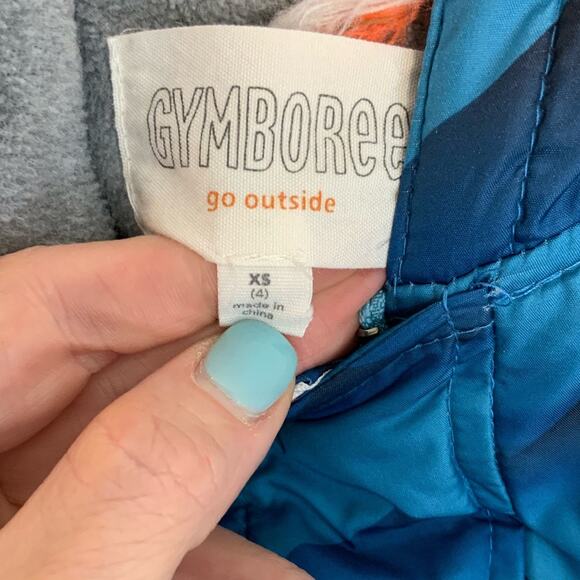 GYMBOREE
go outside
XS
(4)
made in
china